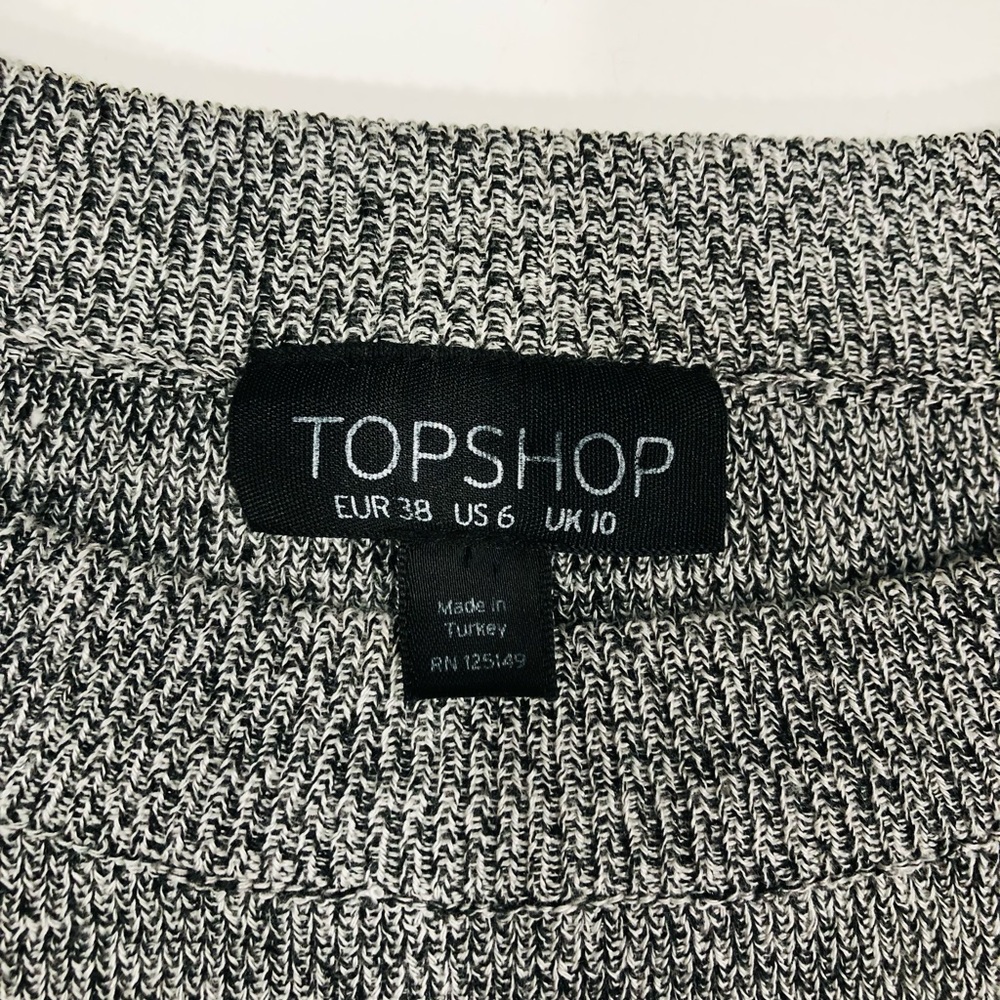 TOPSHOP
EUR 38 US 6 UK 10
Made in
Turkey
RN 125149